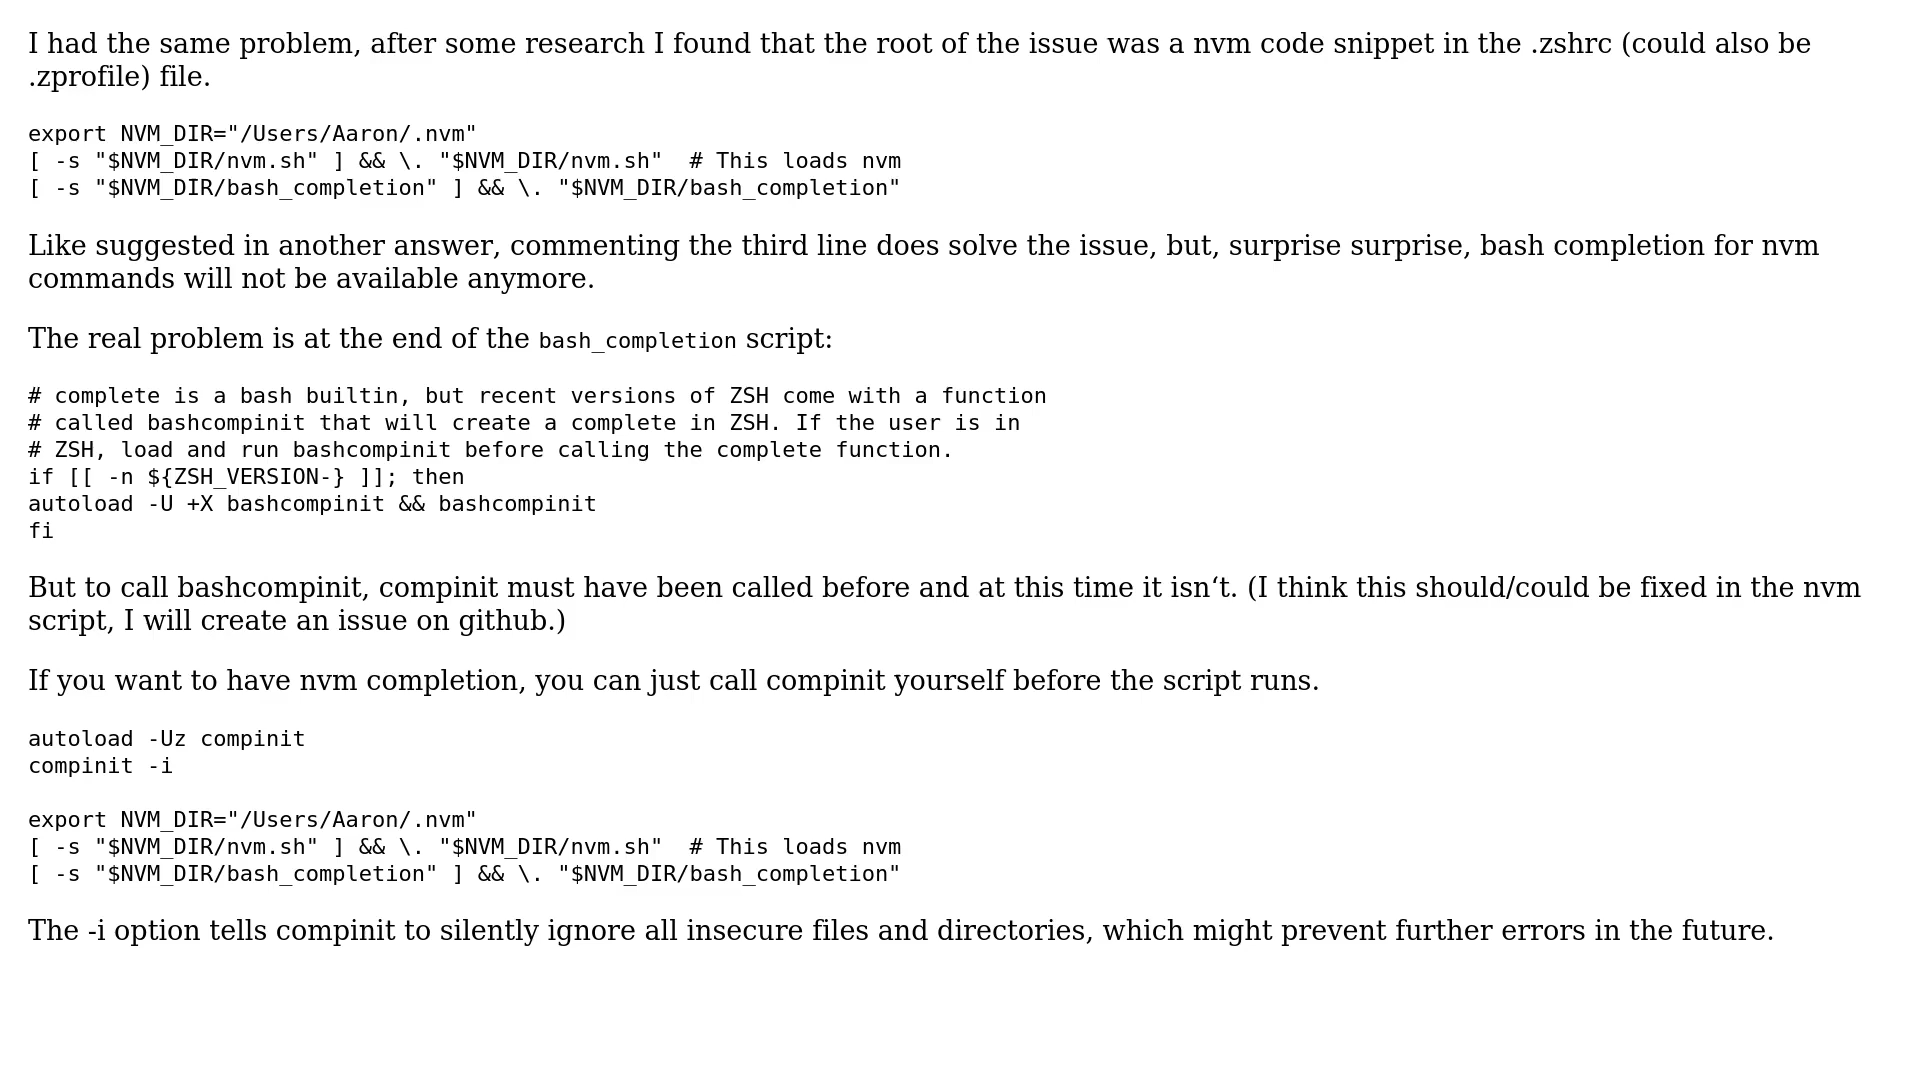 I had the same problem, after some research I found that the root of the issue was a nvm code snippet in the .zshrc (could also be
.zprofile) file.
export NVM_DIR="/Users/Aaron/.nvm"
[ -s "$NVM_DIR/nvm.sh" ] && \. "$NVM_DIR/nvm.sh"  # This loads nvm
[ -s "$NVM_DIR/bash_completion" ] && \. "$NVM_DIR/bash_completion"
Like suggested in another answer, commenting the third line does solve the issue, but, surprise surprise, bash completion for nvm
commands will not be available anymore.
The real problem is at the end of the bash_completion script:
# complete is a bash builtin, but recent versions of ZSH come with a function
# called bashcompinit that will create a complete in ZSH. If the user is in
# ZSH, load and run bashcompinit before calling the complete function.
if [[ -n ${ZSH_VERSION-} ]]; then
autoload -U +X bashcompinit && bashcompinit
fi
But to call bashcompinit, compinit must have been called before and at this time it isn‘t. (I think this should/could be fixed in the nvm
script, I will create an issue on github.)
If you want to have nvm completion, you can just call compinit yourself before the script runs.
autoload -Uz compinit
compinit -i
export NVM_DIR="/Users/Aaron/.nvm"
[ -s "$NVM_DIR/nvm.sh" ] && \. "$NVM_DIR/nvm.sh"  # This loads nvm
[ -s "$NVM_DIR/bash_completion" ] && \. "$NVM_DIR/bash_completion"
The -i option tells compinit to silently ignore all insecure files and directories, which might prevent further errors in the future.